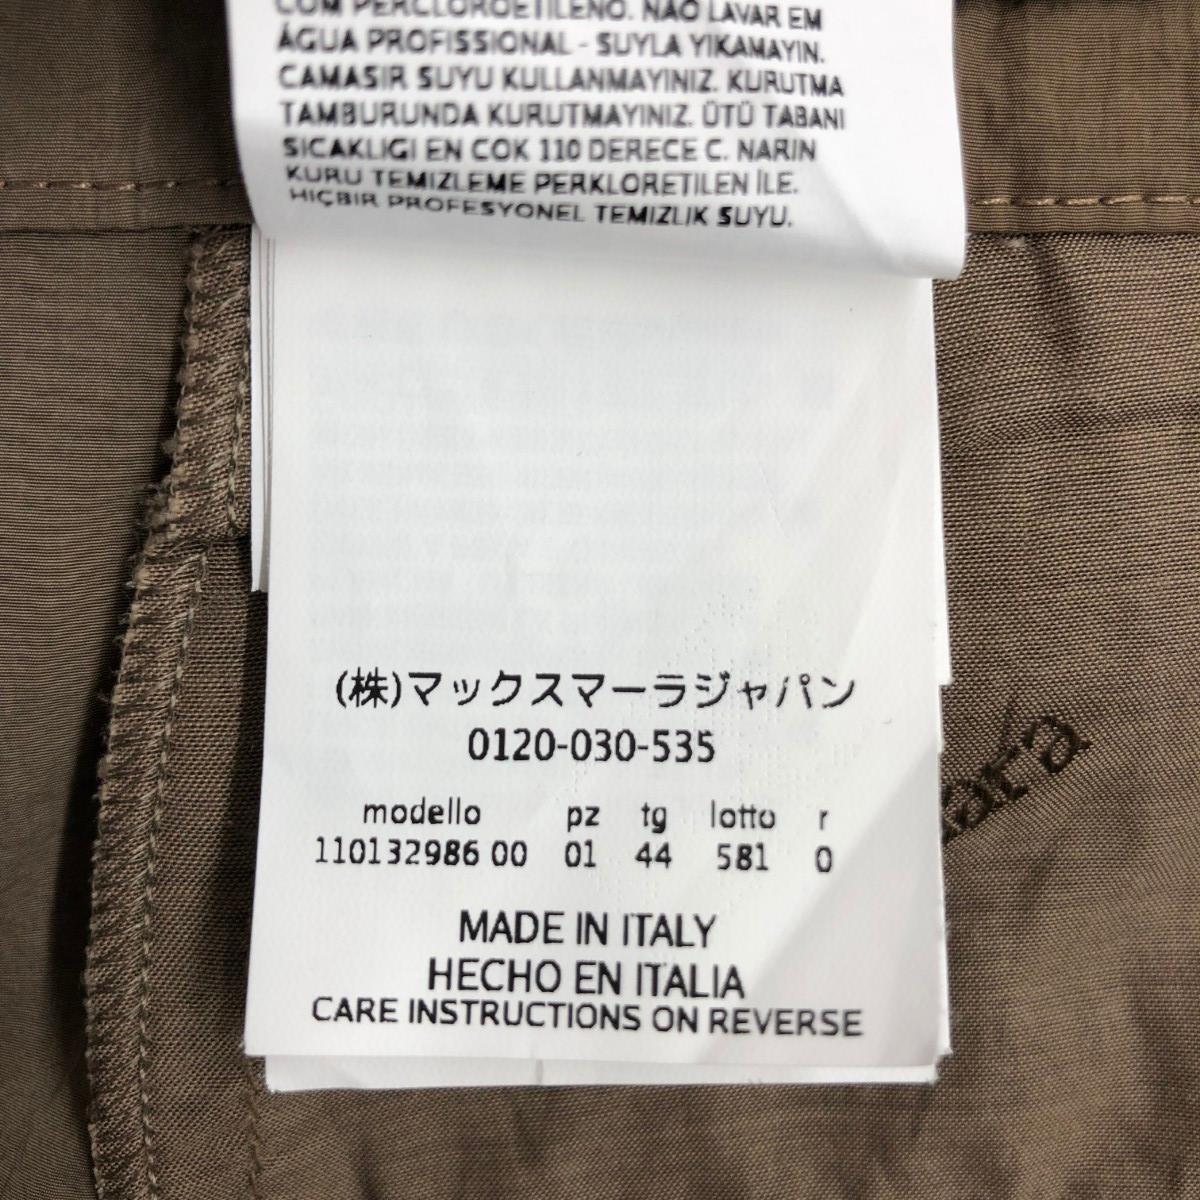 COM PERCLOROETILENO. NÃO LAVAR EM
ÁGUA PROFISSIONAL - SUYLA YIKAMAYIN.
CAMASIR SUYU KULLANMAYINIZ. KURUTMA
TAMBURUNDA KURUTMAYINIZ. ÜTÜ TABANI
SICAKLIGI EN COK 110 DERECE C. NARIN
KURU TEMIZLEME PERKLORETILEN İLE.
HIÇBIR PROFESYONEL TEMIZLIK SUYU.
(株)マックスマーラジャパン
0120-030-535
modello pz tg lotto r
110132986 00 01 44 581 0
MADE IN ITALY
HECHO EN ITALIA
CARE INSTRUCTIONS ON REVERSE